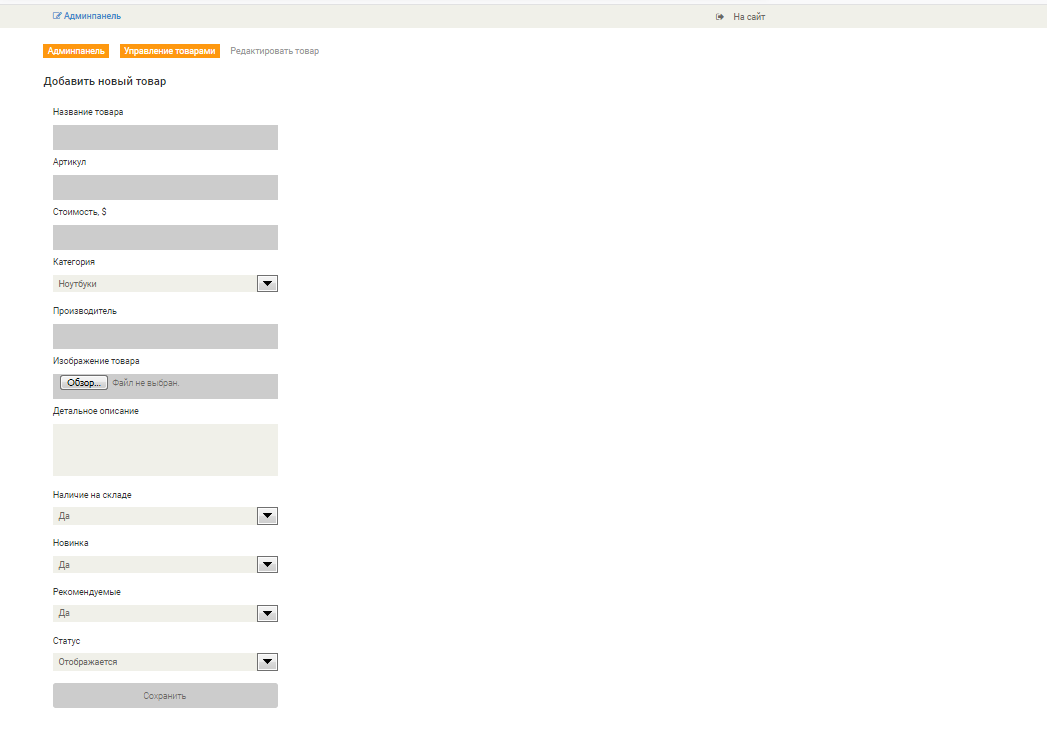 Админпанель
На сайт
Админпанель Управление товарами Редактировать товар
Добавить новый товар
Название товара
Артикул
Стоимость, $
Категория
Ноутбуки
Производитель
Изображение товара
Обзор... Файл не выбран.
Детальное описание
Наличие на складе
Да
Новинка
Да
Рекомендуемые
Да
Статус
Отображается
Сохранить